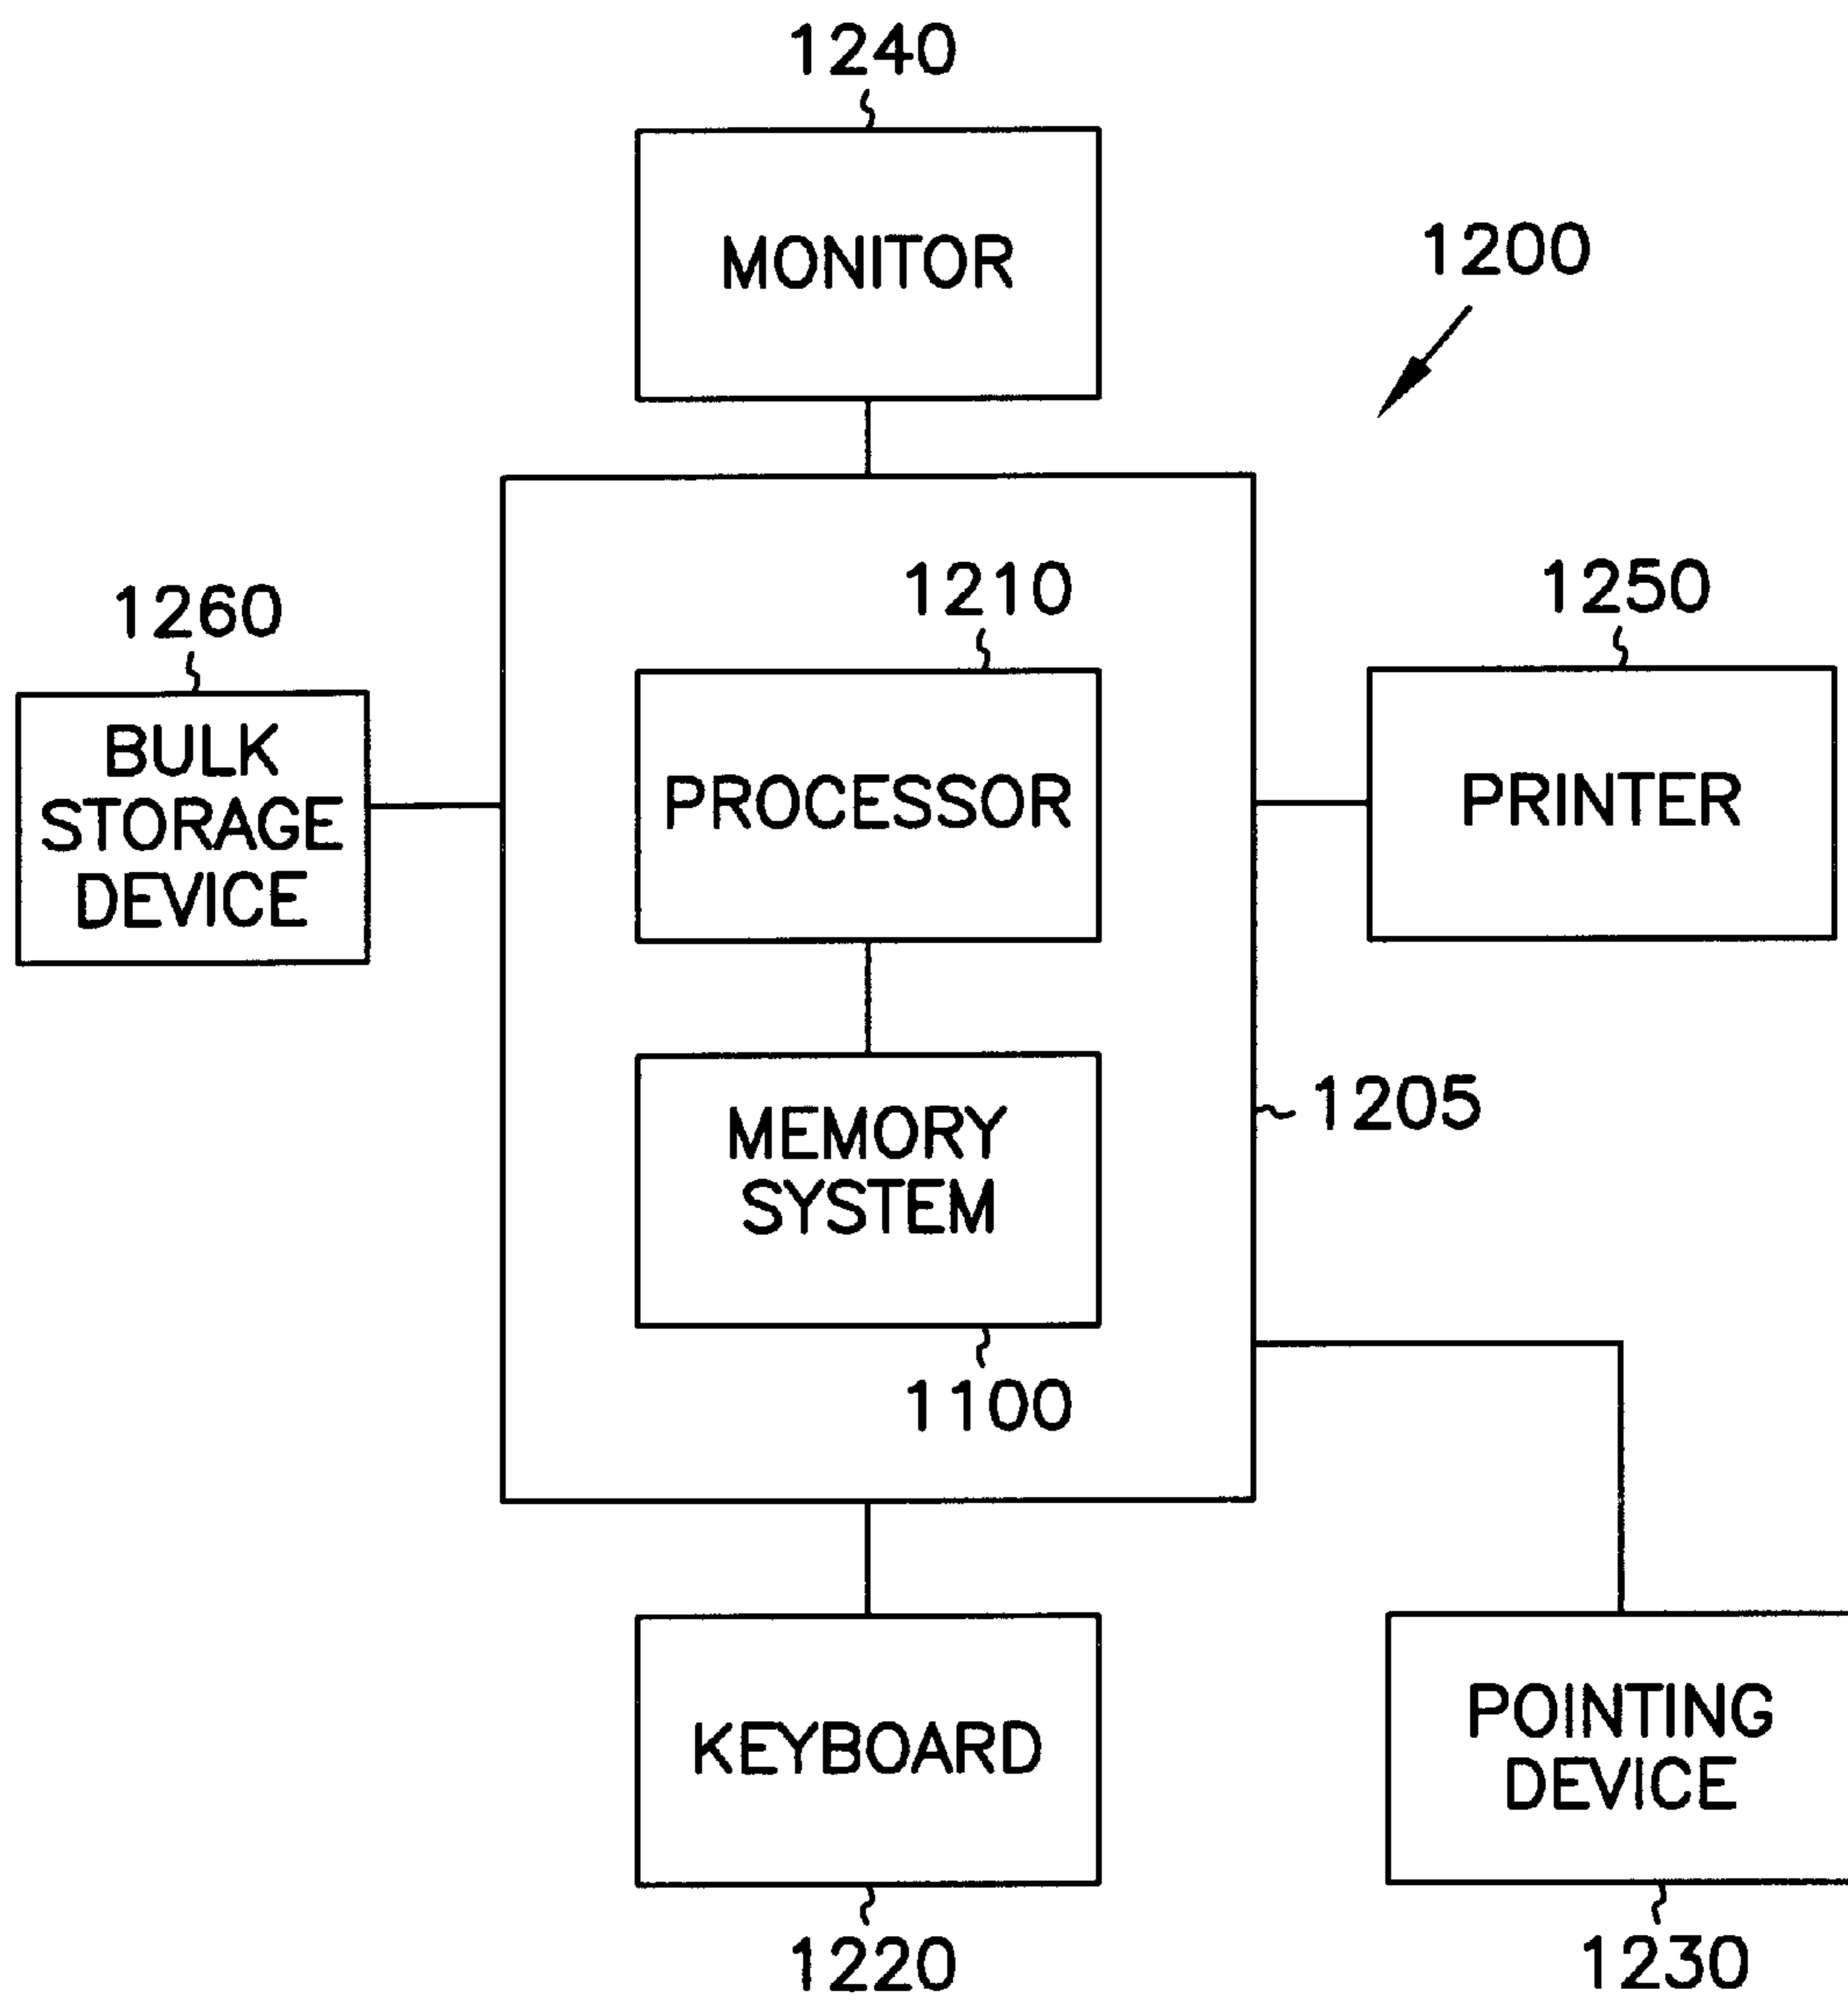 1240
MONITOR
1200
1260
BULK
STORAGE
DEVICE
1210
PROCESSOR
1250
PRINTER
MEMORY
SYSTEM
1205
1100
KEYBOARD
1220
POINTING
DEVICE
1230